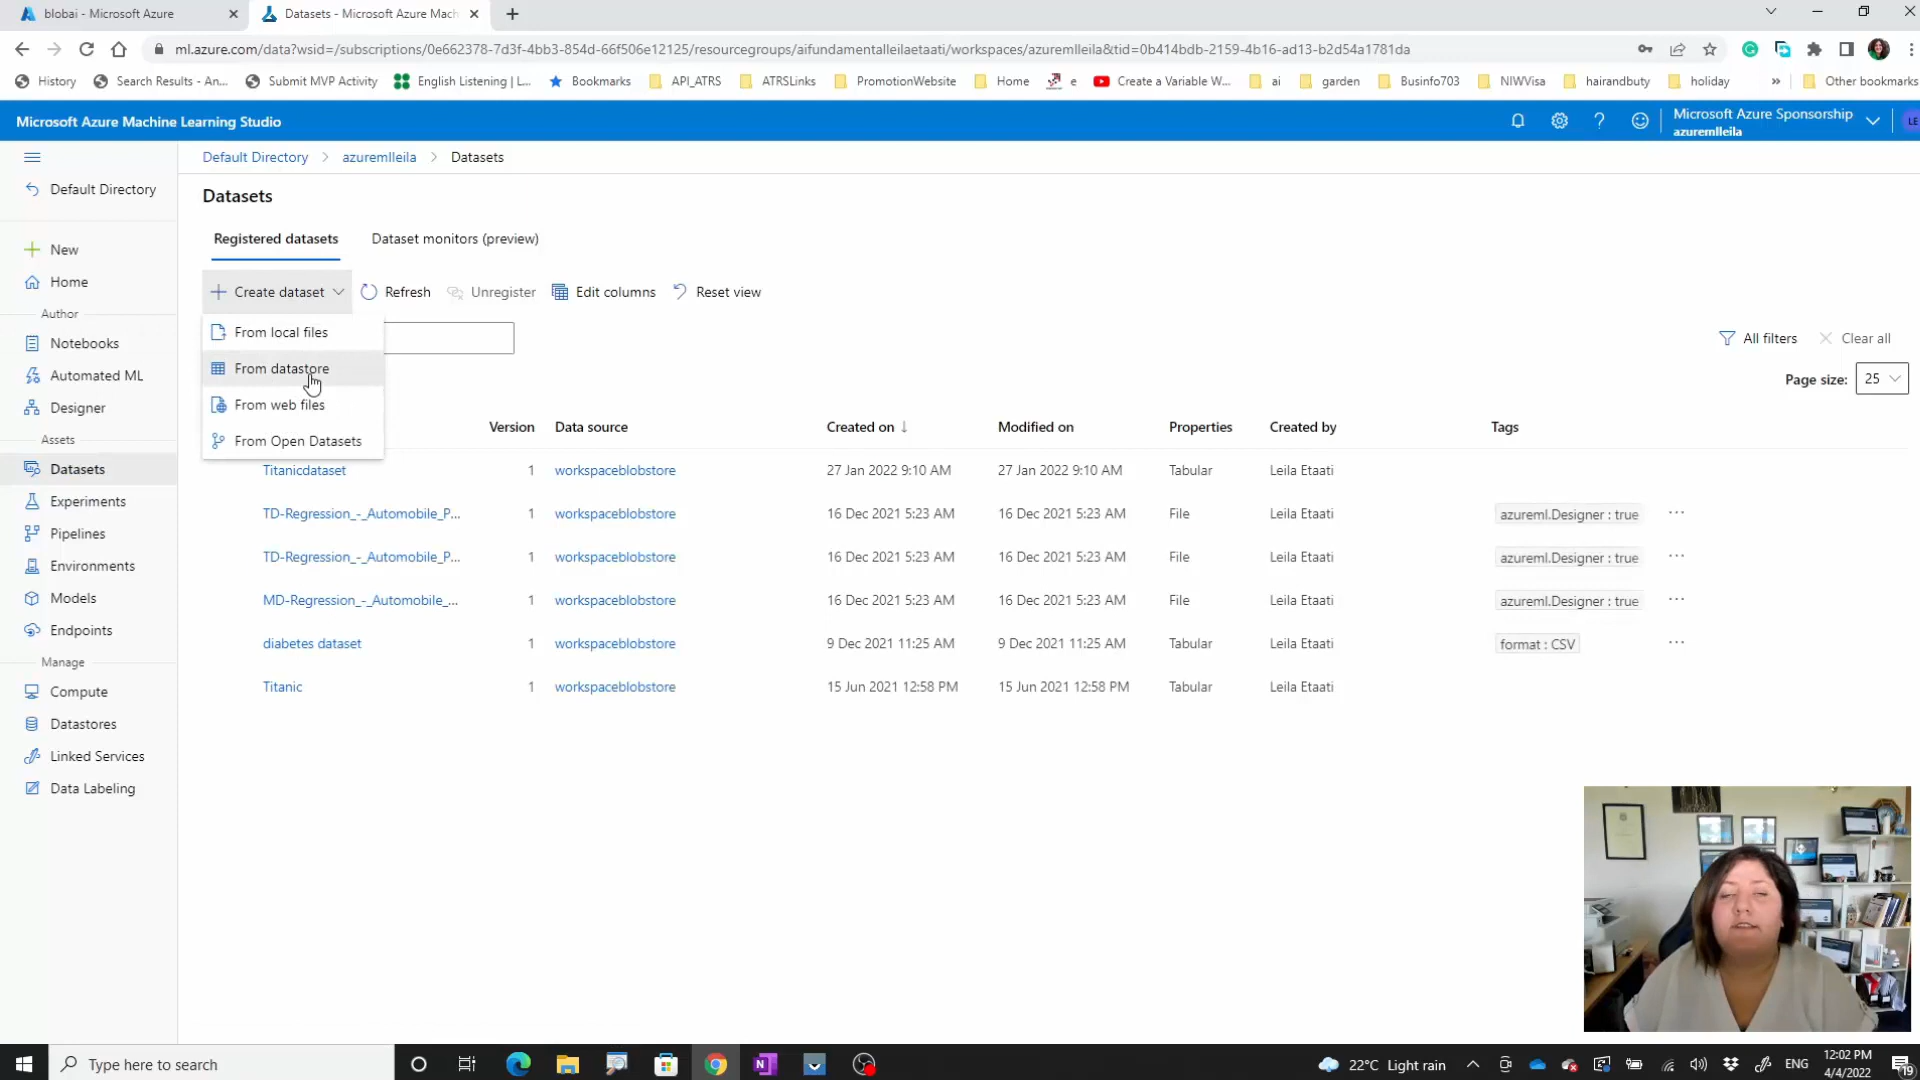 blobai - Microsoft Azure
Datasets - Microsoft Azure Mach
ml.azure.com/data?wsid=/subscriptions/0e662378-7d3f-4bb3-854d-66f506e12125/resourcegroups/aifundamentalleilaetaati/workspaces/azuremlleila&tid=0b414bdb-2159-4b16-ad13-b2d54a1781da
History
Search Results - An...
Submit MVP Activity
English Listening | L...
Bookmarks
API_ATRS
ATRSLinks
PromotionWebsite
Home
e
Create a Variable W...
ai
garden
Businfo703
NIWVisa
hairandbuty
holiday
»
Other bookmarks
Microsoft Azure Machine Learning Studio
Microsoft Azure Sponsorship
azuremlleila
LE
Default Directory
New
Home
Author
Notebooks
Automated ML
Designer
Assets
Datasets
Experiments
Pipelines
Environments
Models
Endpoints
Manage
Compute
Datastores
Linked Services
Data Labeling
Default Directory > azuremlleila > Datasets
Datasets
Registered datasets Dataset monitors (preview)
Create dataset Refresh Unregister Edit columns Reset view
From local files
From datastore
From web files
From Open Datasets
All filters Clear all
Page size: 25
Version Data source Created on ↓ Modified on Properties Created by Tags
Titanicdataset 1 workspaceblobstore 27 Jan 2022 9:10 AM 27 Jan 2022 9:10 AM Tabular Leila Etaati
TD-Regression_-_Automobile_P... 1 workspaceblobstore 16 Dec 2021 5:23 AM 16 Dec 2021 5:23 AM File Leila Etaati azureml.Designer : true ...
TD-Regression_-_Automobile_P... 1 workspaceblobstore 16 Dec 2021 5:23 AM 16 Dec 2021 5:23 AM File Leila Etaati azureml.Designer : true ...
MD-Regression_-_Automobile_... 1 workspaceblobstore 16 Dec 2021 5:23 AM 16 Dec 2021 5:23 AM File Leila Etaati azureml.Designer : true ...
diabetes dataset 1 workspaceblobstore 9 Dec 2021 11:25 AM 9 Dec 2021 11:25 AM Tabular Leila Etaati format : CSV ...
Titanic 1 workspaceblobstore 15 Jun 2021 12:58 PM 15 Jun 2021 12:58 PM Tabular Leila Etaati
Type here to search
22°C Light rain
ENG
12:02 PM
4/4/2022
19